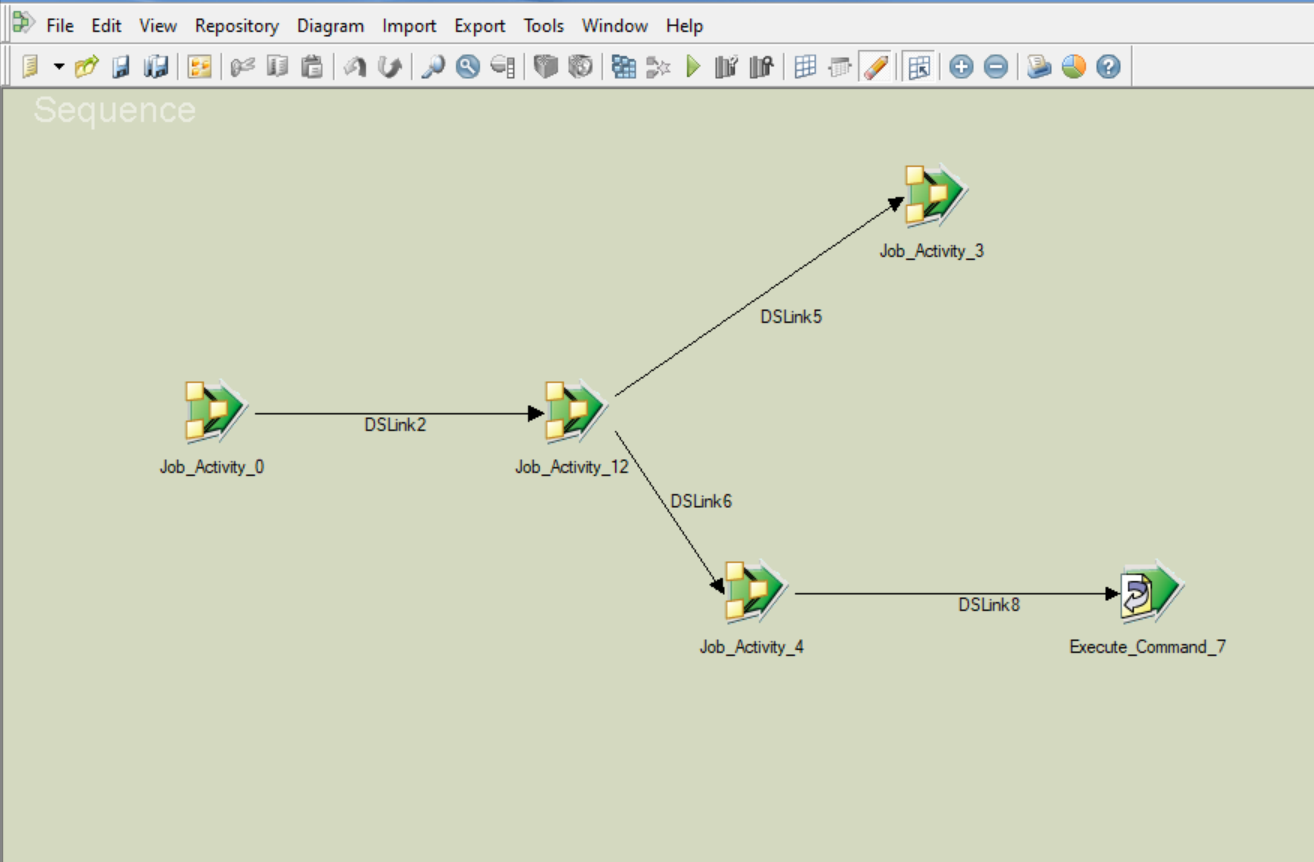 File Edit View Repository Diagram Import Export Tools Window Help
Sequence
Job_Activity_3
DSLink5
DSLink2
Job_Activity_0
Job_Activity_12
DSLink6
DSLink8
Job_Activity_4
Execute_Command_7